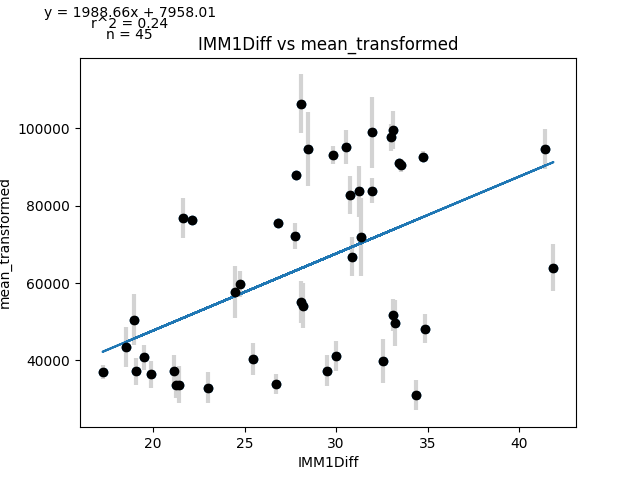 y = 1988.66x + 7958.01
r^2 = 0.24
n = 45
IMM1Diff vs mean_transformed
100000
80000
60000
40000
mean_transformed
20
25
30
35
40
IMM1Diff